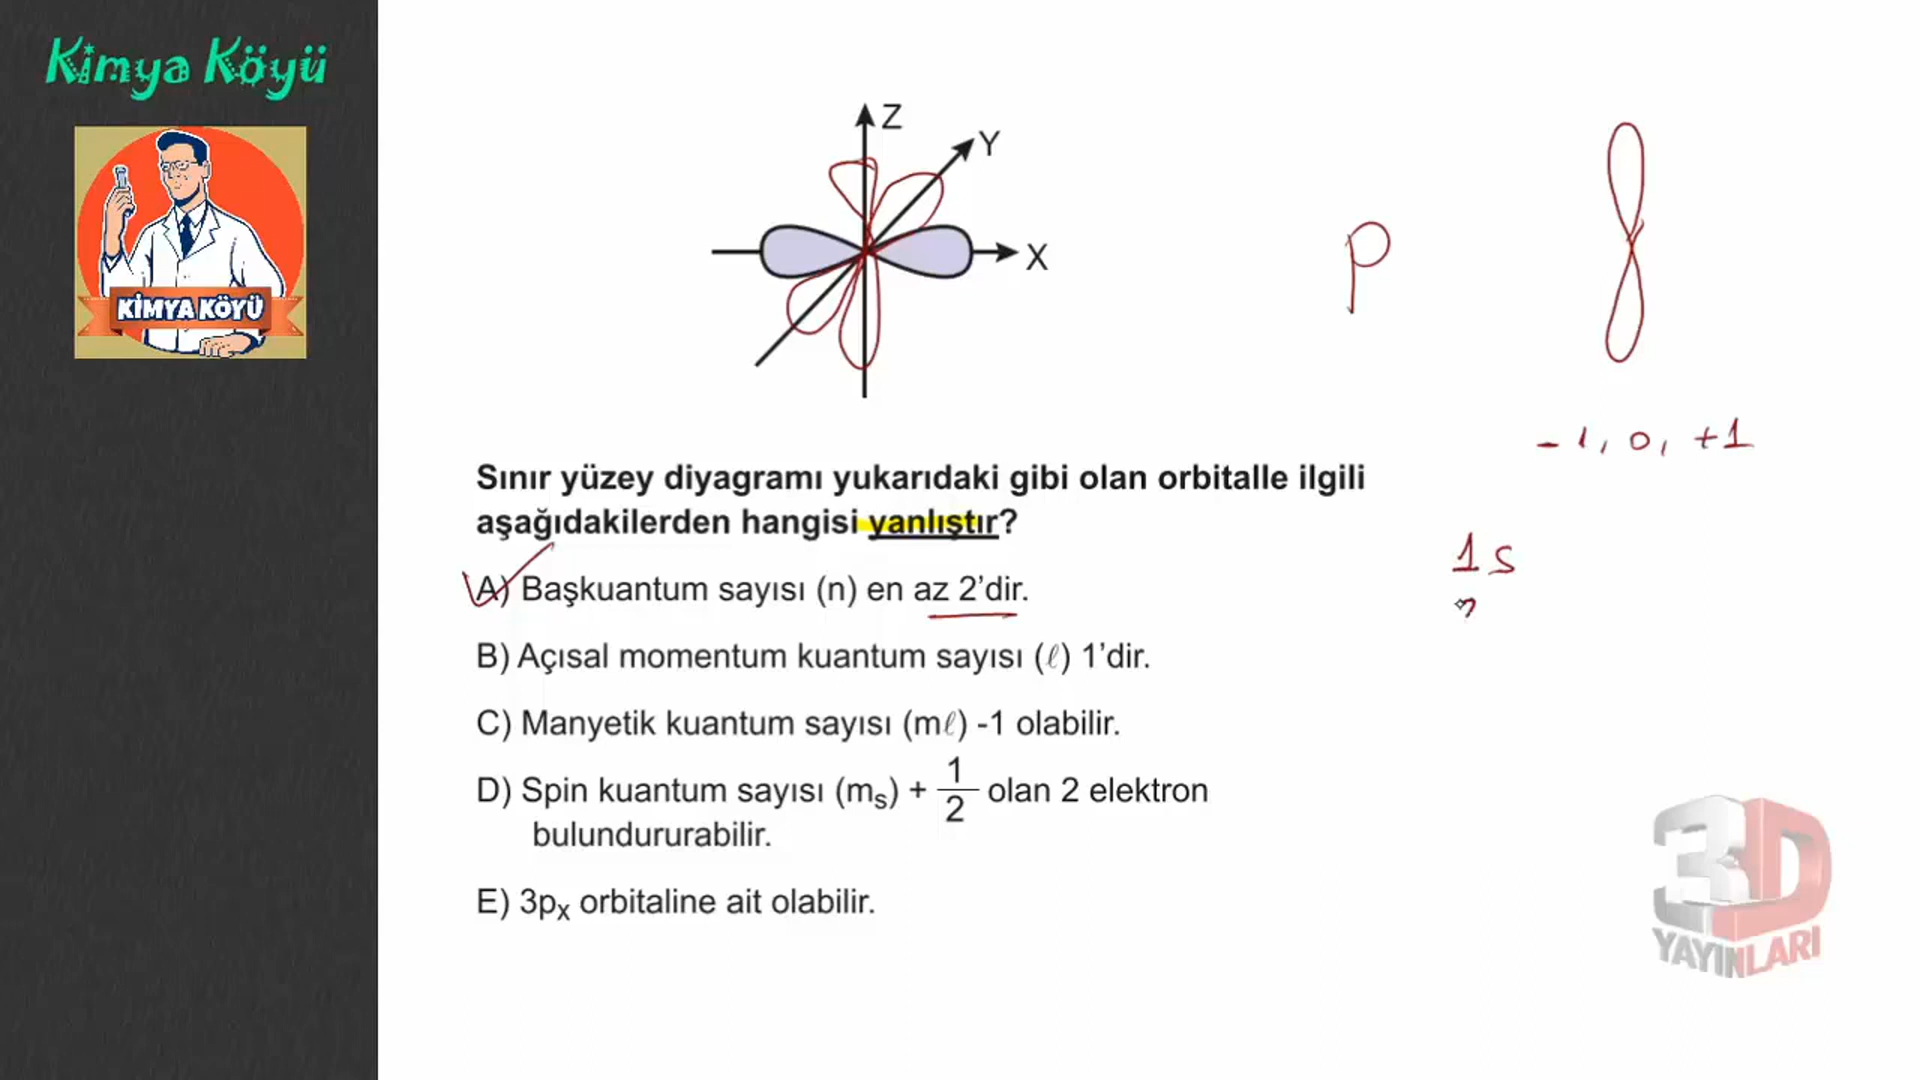 Kimya Köyü
KİMYA KÖYÜ
Z
Y
X
p
-1, 0, +1
Sınır yüzey diyagramı yukarıdaki gibi olan orbitalle ilgili
aşağıdakilerden hangisi yanlıştır?
1s
A) Başkuantum sayısı (n) en az 2’dir.
B) Açısal momentum kuantum sayısı (ℓ) 1’dir.
C) Manyetik kuantum sayısı (mℓ) -1 olabilir.
D) Spin kuantum sayısı (ms) + 1/2 olan 2 elektron
bulundururabilir.
E) 3px orbitaline ait olabilir.
3D
YAYINLARI